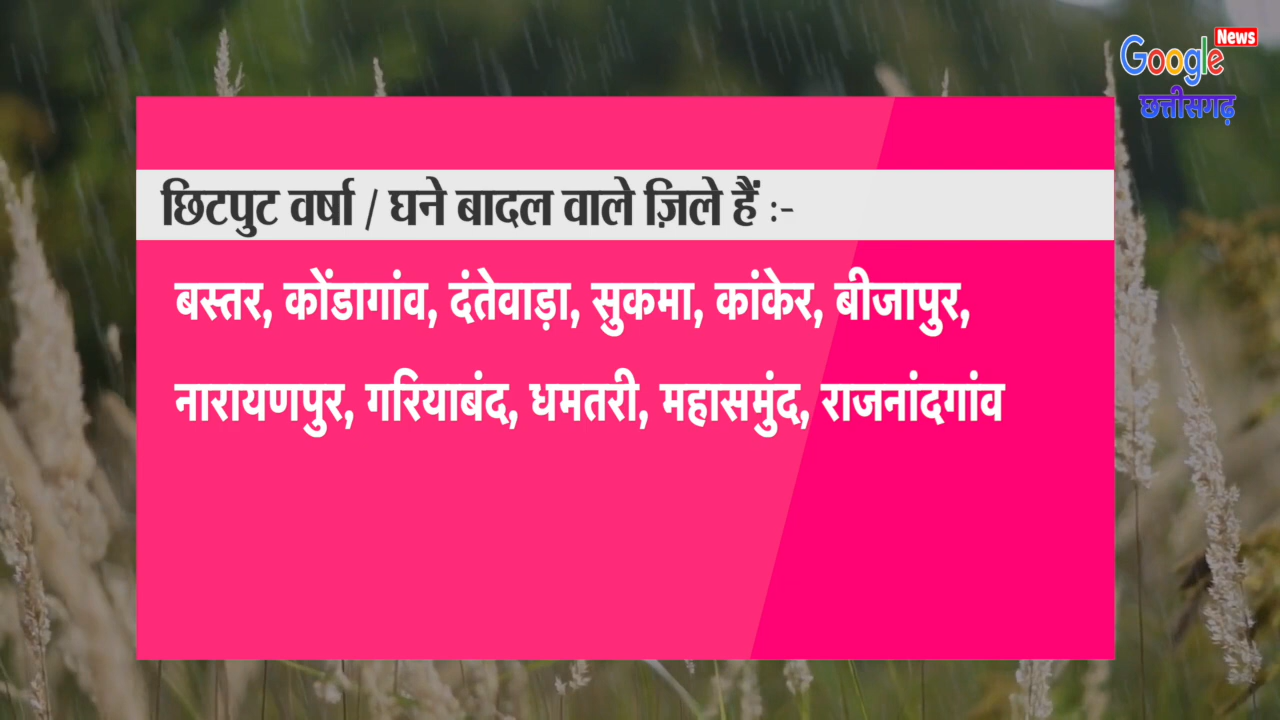 Google News
छत्तीसगढ़
छिटपुट वर्षा / घने बादल वाले ज़िले हैं :-
बस्तर, कोंडागांव, दंतेवाड़ा, सुकमा, कांकेर, बीजापुर,
नारायणपुर, गरियाबंद, धमतरी, महासमुंद, राजनांदगांव